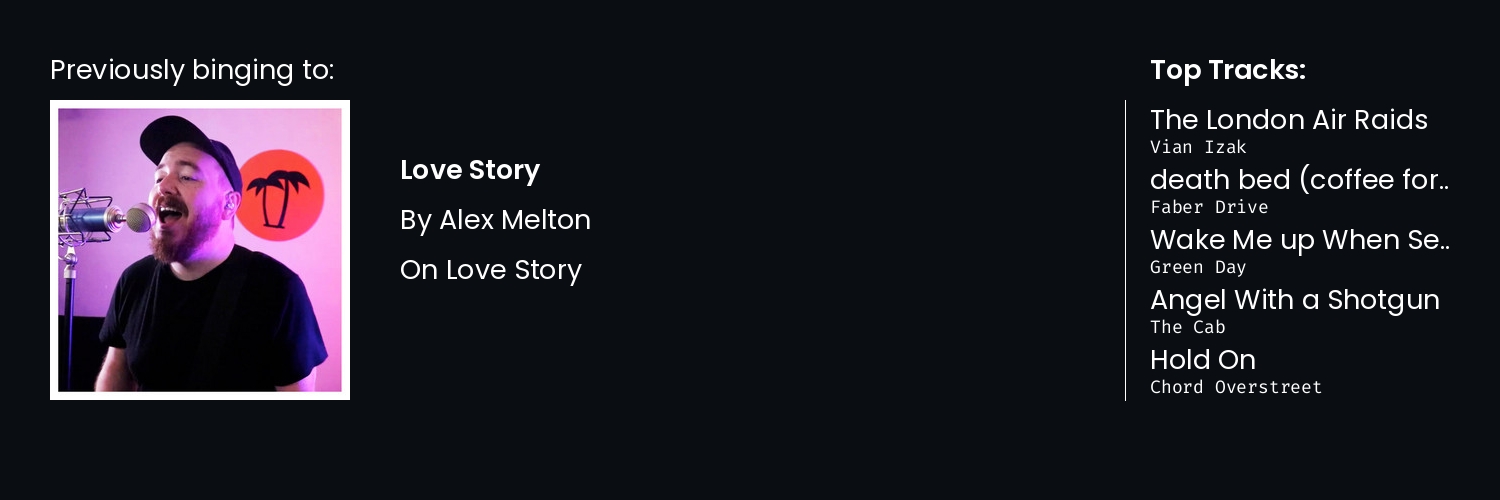 Previously binging to:
Love Story
By Alex Melton
On Love Story
Top Tracks:
The London Air Raids
Vian Izak
death bed (coffee for..
Faber Drive
Wake Me up When Se..
Green Day
Angel With a Shotgun
The Cab
Hold On
Chord Overstreet